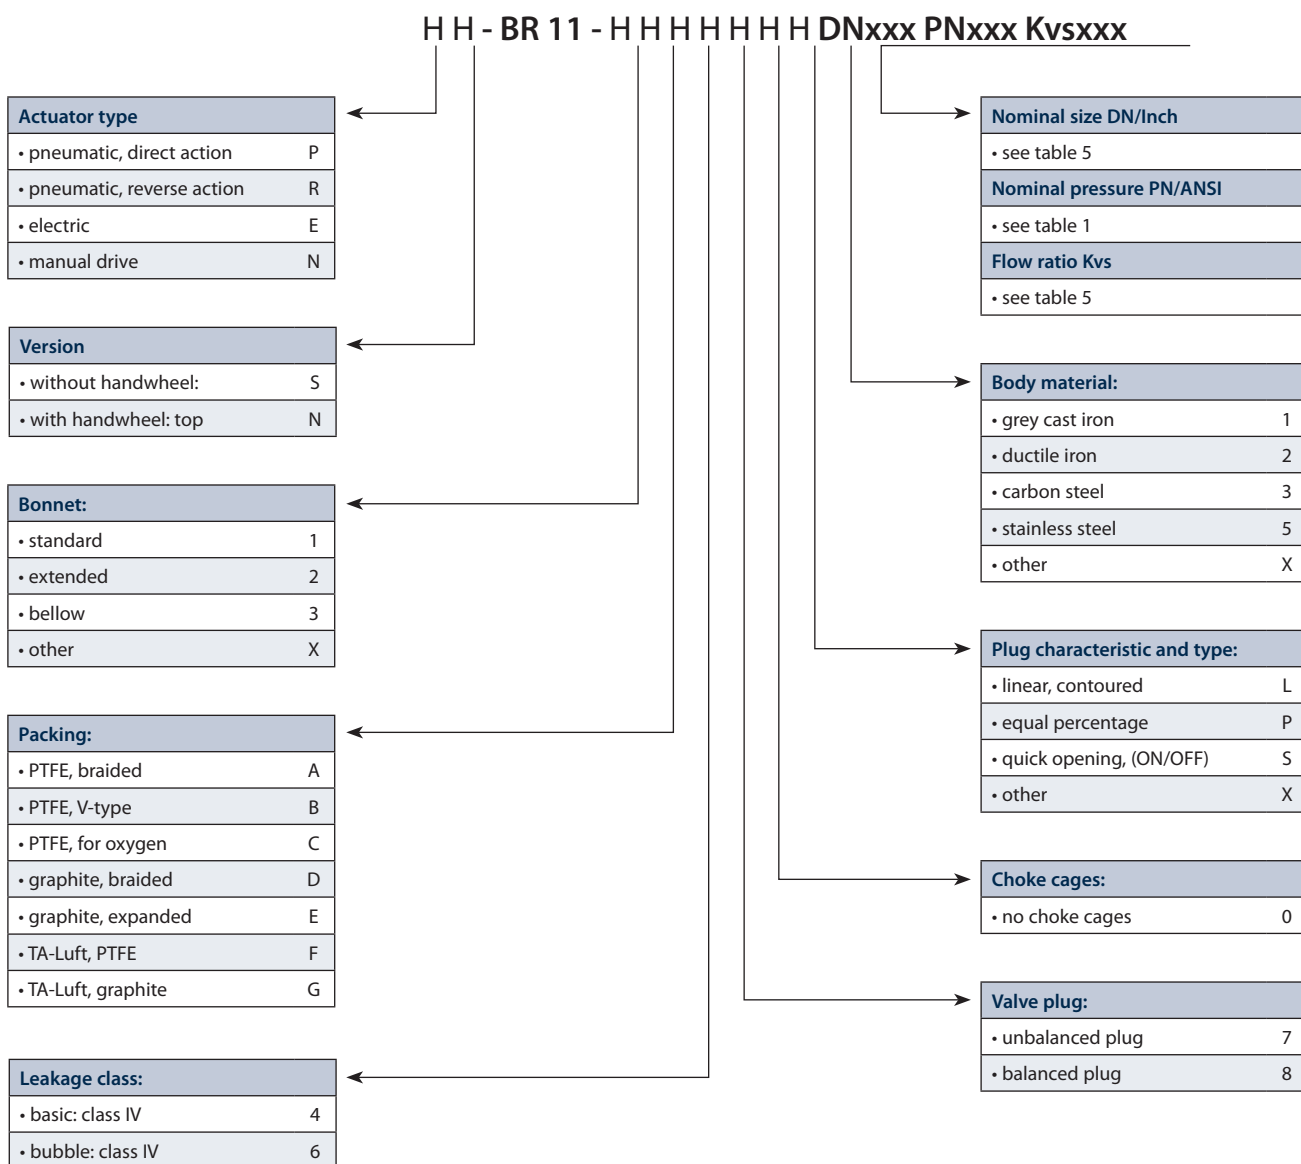 H H - BR 11 - H H H H H H H DNxxx PNxxx Kvsxxx
Actuator type
• pneumatic, direct action P
• pneumatic, reverse action R
• electric E
• manual drive N
Version
• without handwheel: S
• with handwheel: top N
Bonnet:
• standard 1
• extended 2
• bellow 3
• other X
Packing:
• PTFE, braided A
• PTFE, V-type B
• PTFE, for oxygen C
• graphite, braided D
• graphite, expanded E
• TA-Luft, PTFE F
• TA-Luft, graphite G
Leakage class:
• basic: class IV 4
• bubble: class IV 6
Nominal size DN/Inch
• see table 5
Nominal pressure PN/ANSI
• see table 1
Flow ratio Kvs
• see table 5
Body material:
• grey cast iron 1
• ductile iron 2
• carbon steel 3
• stainless steel 5
• other X
Plug characteristic and type:
• linear, contoured L
• equal percentage P
• quick opening, (ON/OFF) S
• other X
Choke cages:
• no choke cages 0
Valve plug:
• unbalanced plug 7
• balanced plug 8